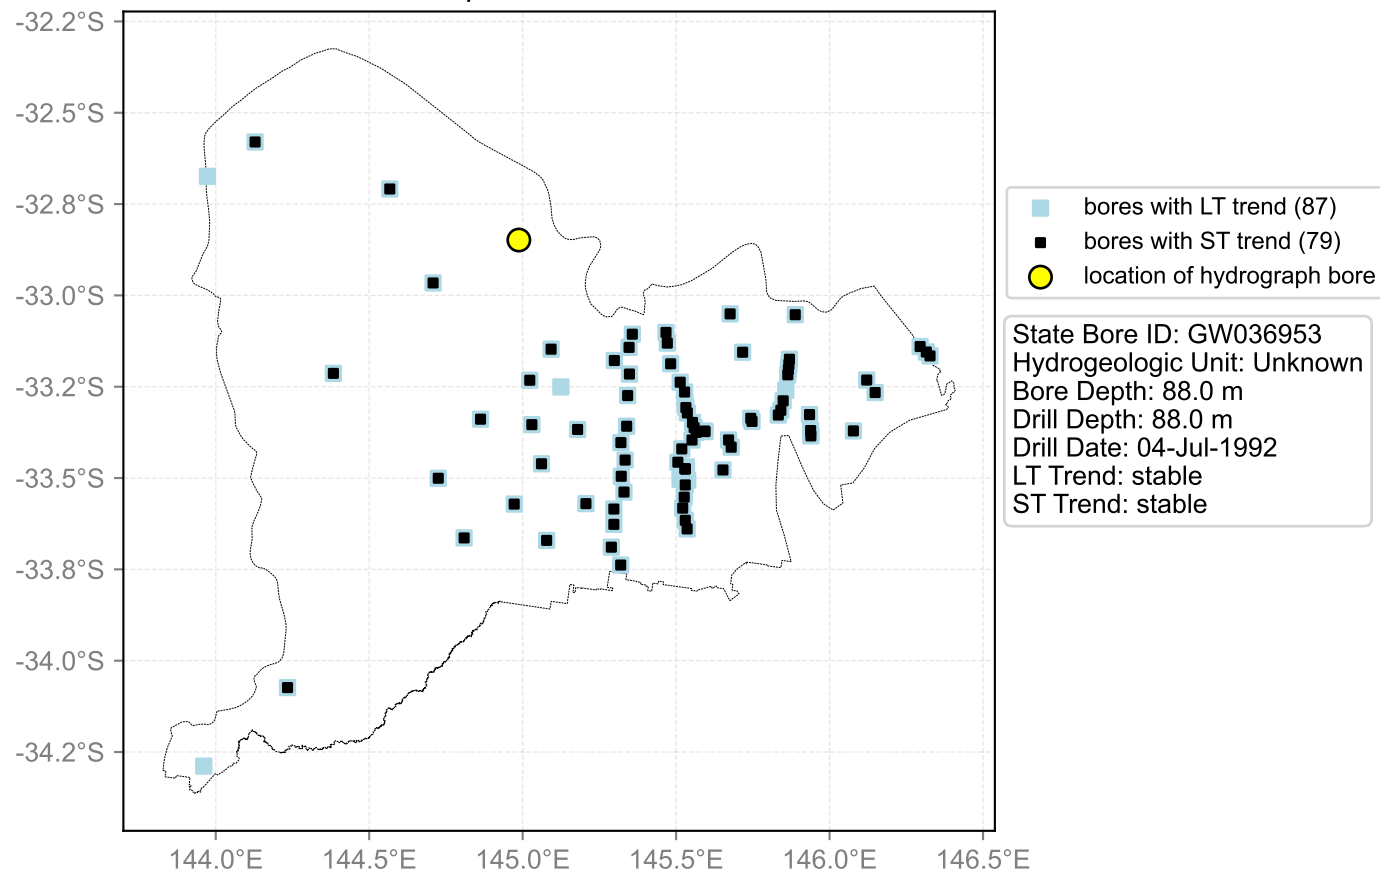 -32.2°S
-32.5°S
-32.8°S
-33.0°S
-33.2°S
-33.5°S
-33.8°S
-34.0°S
-34.2°S
144.0°E 144.5°E 145.0°E 145.5°E 146.0°E 146.5°E
bores with LT trend (87)
bores with ST trend (79)
location of hydrograph bore
State Bore ID: GW036953
Hydrogeologic Unit: Unknown
Bore Depth: 88.0 m
Drill Depth: 88.0 m
Drill Date: 04-Jul-1992
LT Trend: stable
ST Trend: stable